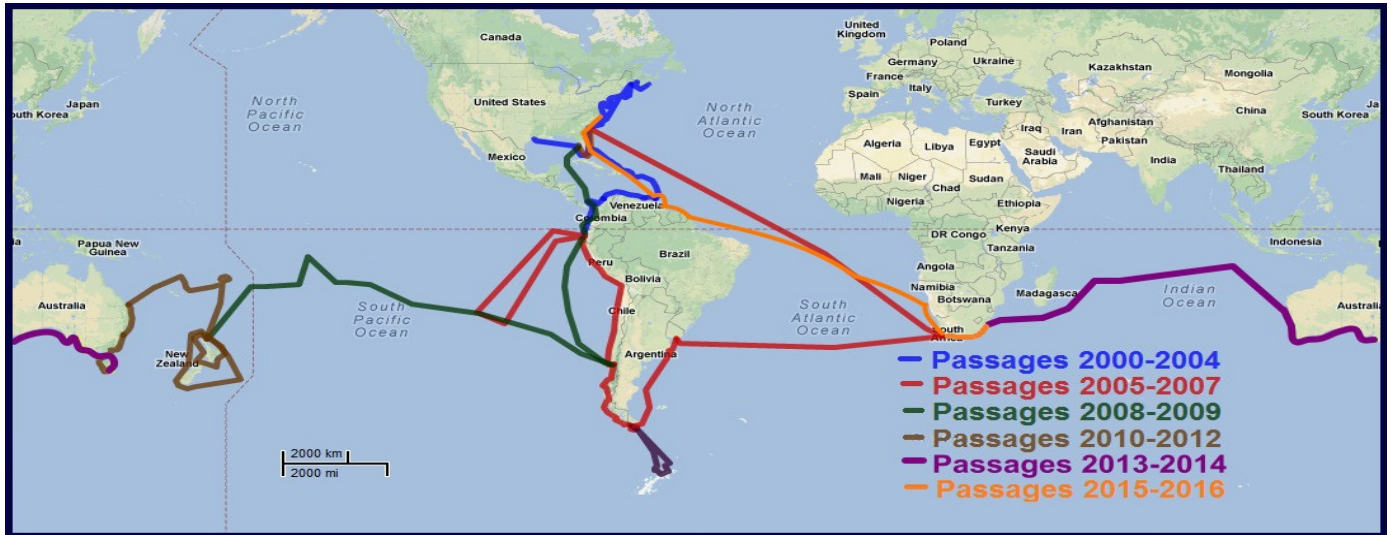 United
Kingdom
Canada
Poland
Germany
Ukraine
Kazakhstan
Mongolia
France
Italy
Spain
Turkey
Japan
outh Korea
North
Pacific
Ocean
United States
North
Atlantic
Ocean
China
Ja
South Korea
Afghanistan
Iraq
Iran
Pakistan
Algeria
Libya
Egypt
Saudi
Arabia
India
Mexico
Mali
Niger
Sudan
Chad
Thailand
Nigeria
Ethiopia
Venezuela
Colombia
Kenya
DR Congo
Tanzania
Indonesia
Papua New
Guinea
Peru
Brazil
Angola
Bolivia
Namibia
Botswana
Madagasca
Indian
Ocean
Australia
South
Pacific
Ocean
Chile
South
Atlantic
Ocean
Australia
South
Africa
New
Zealand
Argentina
Passages 2000-2004
Passages 2005-2007
Passages 2008-2009
Passages 2010-2012
Passages 2013-2014
Passages 2015-2016
2000 km
2000 mi